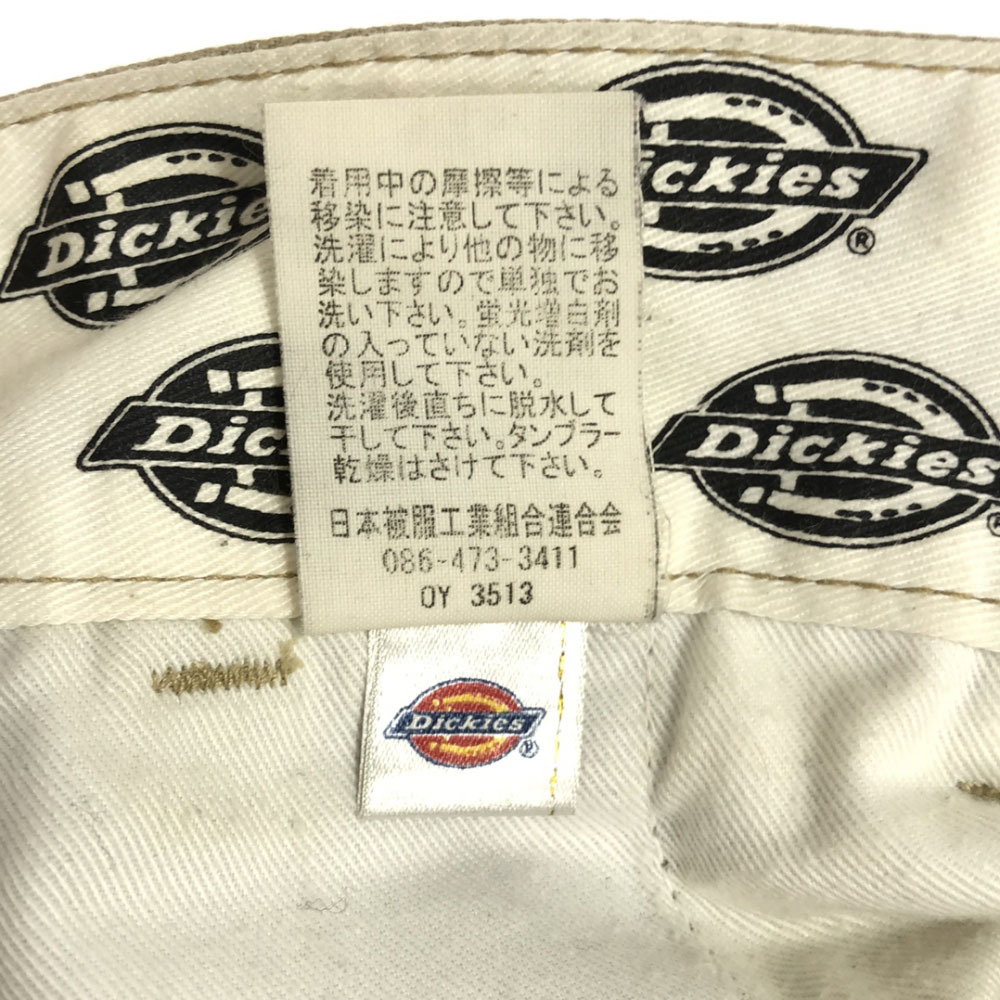 Dickie
ickies
®
着用中の摩擦等による
移染に注意して下さい。
洗濯により他の物に移
染しますので単独でお
洗い下さい。蛍光増白剤
の入っていない洗剤を
使用して下さい。
洗濯後直ちに脱水して
干して下さい。タンブラー
乾燥はさけて下さい。
日本被服工業組合連合会
086-473-3411
OY 3513
Dic
Dickies
Dickies
®